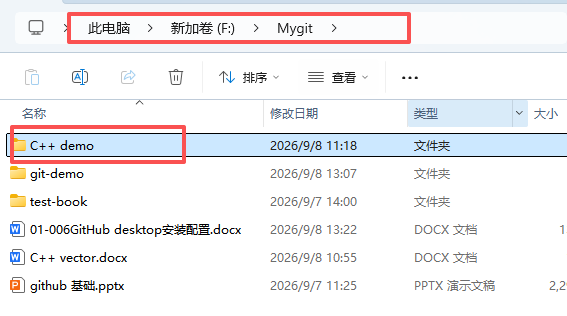 此电脑 > 新加卷 (F:) > Mygit >
排序 查看 ...
名称 修改日期 类型 大小
C++ demo 2026/9/8 11:18 文件夹
git-demo 2026/9/8 13:07 文件夹
test-book 2026/9/7 14:00 文件夹
01-006GitHub desktop安装配置.docx 2026/9/8 13:22 DOCX 文档 1
C++ vector.docx 2026/9/8 10:55 DOCX 文档
github 基础.pptx 2026/9/7 11:25 PPTX 演示文稿 2,2